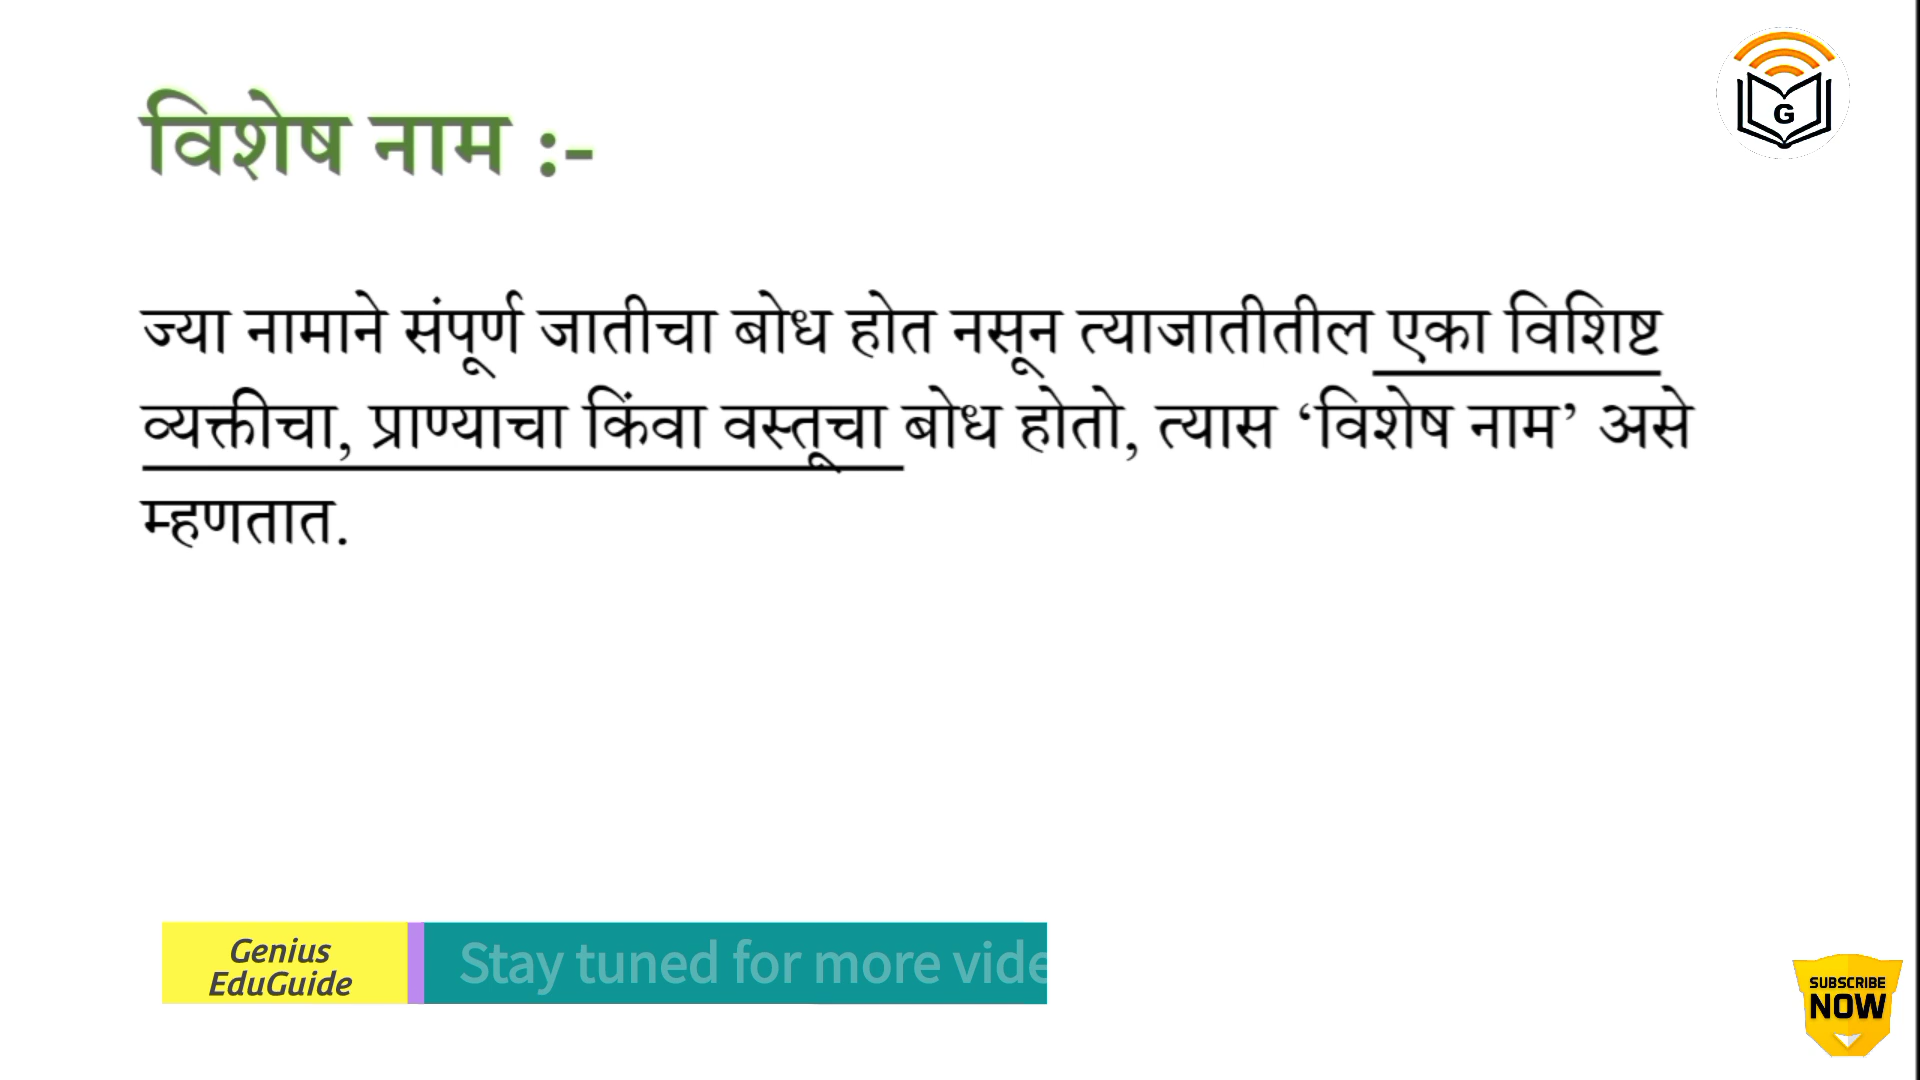 विशेष नाम :-
G
ज्या नामाने संपूर्ण जातीचा बोध होत नसून त्याजातीतील एका विशिष्ट
व्यक्तीचा, प्राण्याचा किंवा वस्तूचा बोध होतो, त्यास ‘विशेष नाम’ असे
म्हणतात.
Genius
EduGuide
Stay tuned for more vide
SUBSCRIBE
NOW